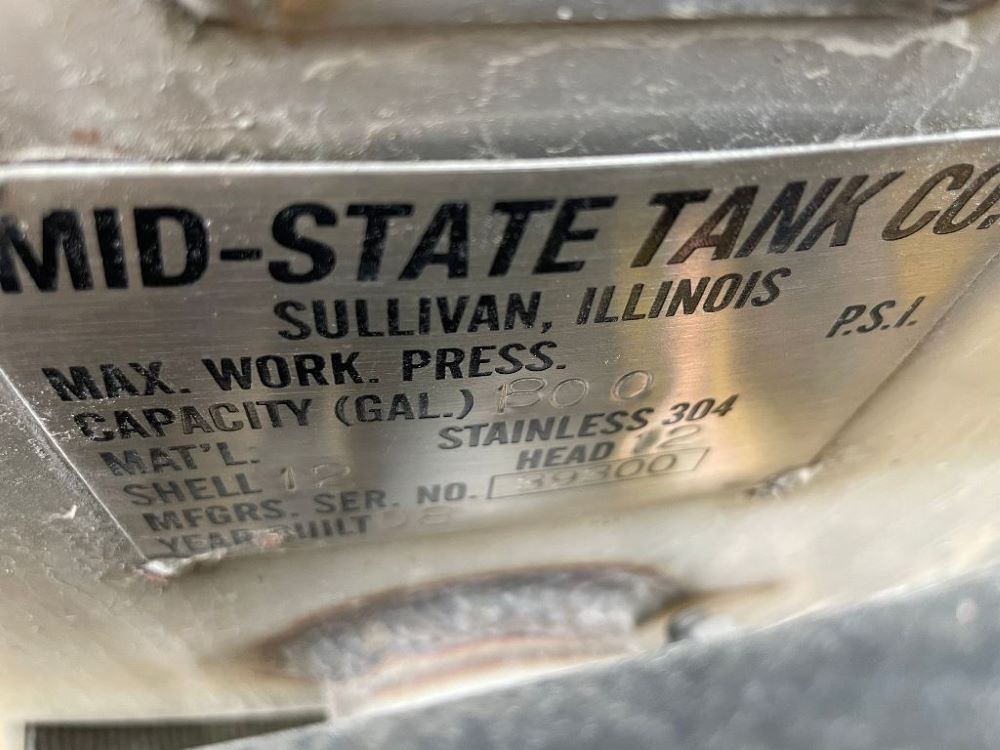 MID-STATE TANK CO.
SULLIVAN, ILLINOIS
MAX. WORK. PRESS. P.S.I.
CAPACITY (GAL.) 1800
MAT'L. STAINLESS 304
SHELL 12 HEAD 12
MFGRS. SER. NO. 39300
YEAR BUILT